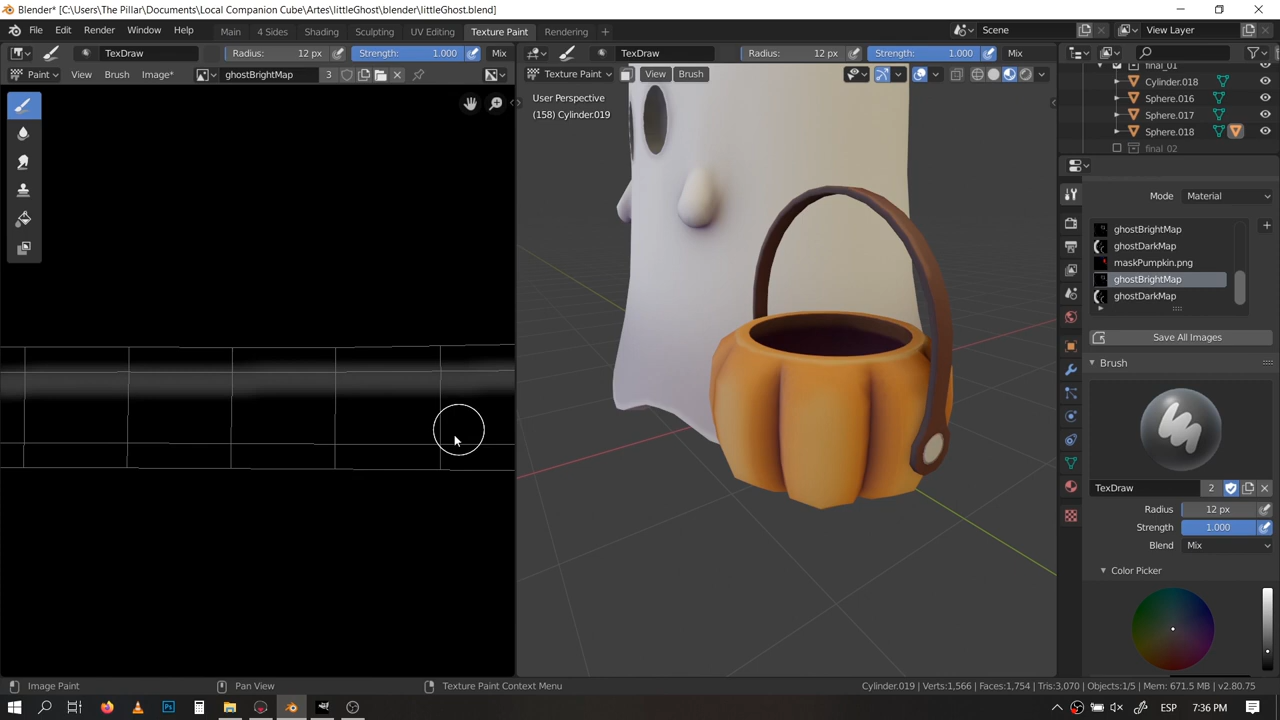 Blender* [C:\Users\The Pillar\Documents\Local Companion Cube\Artes\littleGhost\blender\littleGhost.blend]
File Edit Render Window Help Main 4 Sides Shading Sculpting UV Editing Texture Paint Rendering Scene View Layer
TexDraw Radius: 12 px Strength: 1.000 Mix TexDraw Radius: 12 px Strength: 1.000 Mix
Paint View Brush Image* ghostBrightMap 3 Texture Paint View Brush
User Perspective
(158) Cylinder.019
final_01
Cylinder.018
Sphere.016
Sphere.017
Sphere.018
final_02
Mode Material
ghostBrightMap
ghostDarkMap
maskPumpkin.png
ghostBrightMap
ghostDarkMap
Save All Images
Brush
TexDraw 2
Radius 12 px
Strength 1.000
Blend Mix
Color Picker
Image Paint Pan View Texture Paint Context Menu Cylinder.019 | Verts:1,566 | Faces:1,754 | Tris:3,070 | Objects:1/5 | Mem: 671.5 MB | v2.80.75
ESP 7:36 PM